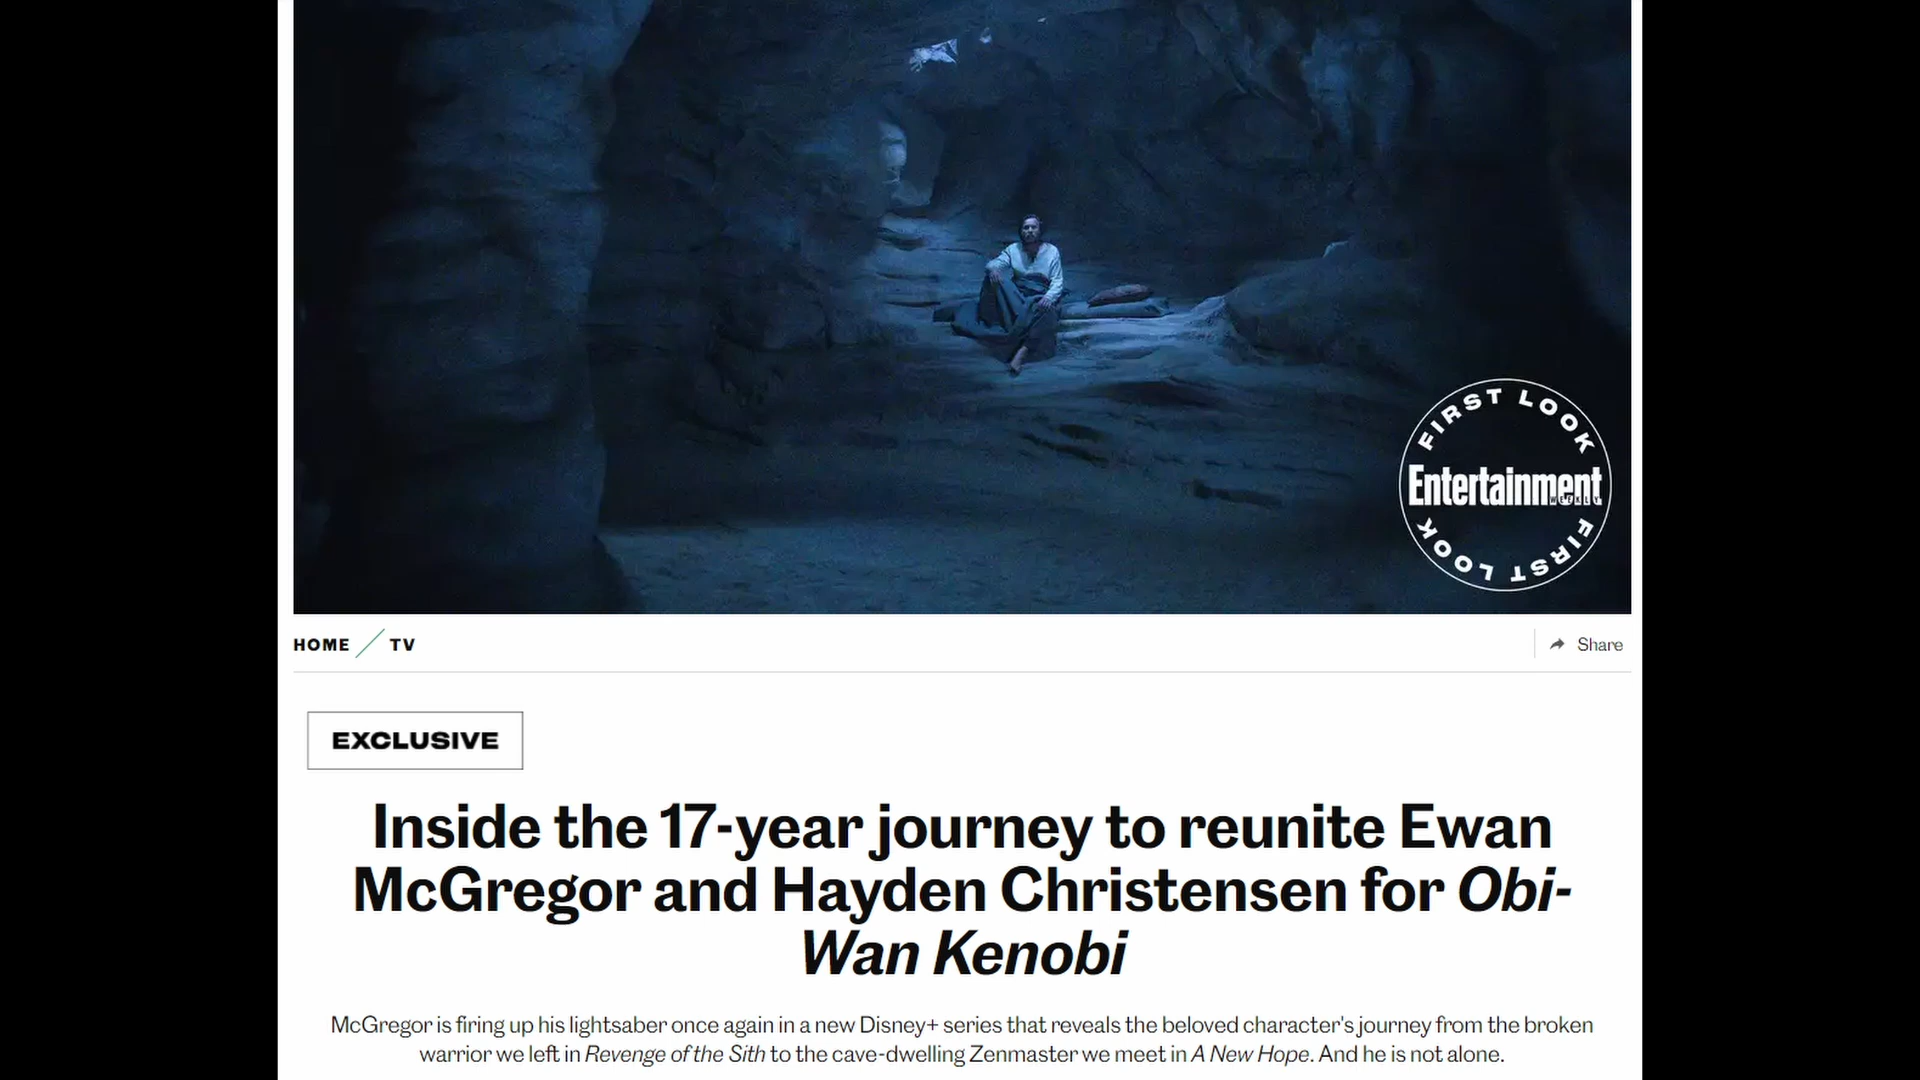 FIRST LOOK
Entertainment
WEEKLY
FIRST LOOK
HOME / TV
Share
EXCLUSIVE
Inside the 17-year journey to reunite Ewan
McGregor and Hayden Christensen for Obi-
Wan Kenobi
McGregor is firing up his lightsaber once again in a new Disney+ series that reveals the beloved character's journey from the broken
warrior we left in Revenge of the Sith to the cave-dwelling Zenmaster we meet in A New Hope. And he is not alone.